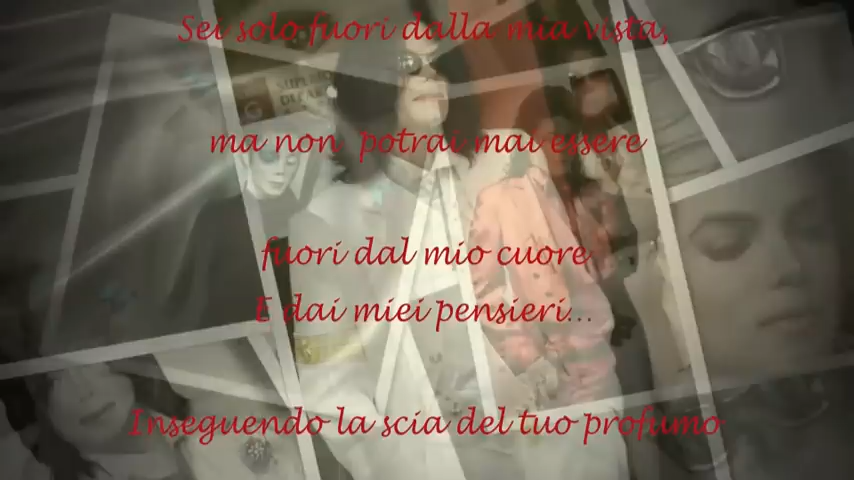 Sei solo fuori dalla mia vista,
ma non potrai mai essere
fuori dal mio cuore
E dai miei pensieri...
Inseguendo la scia del tuo profumo